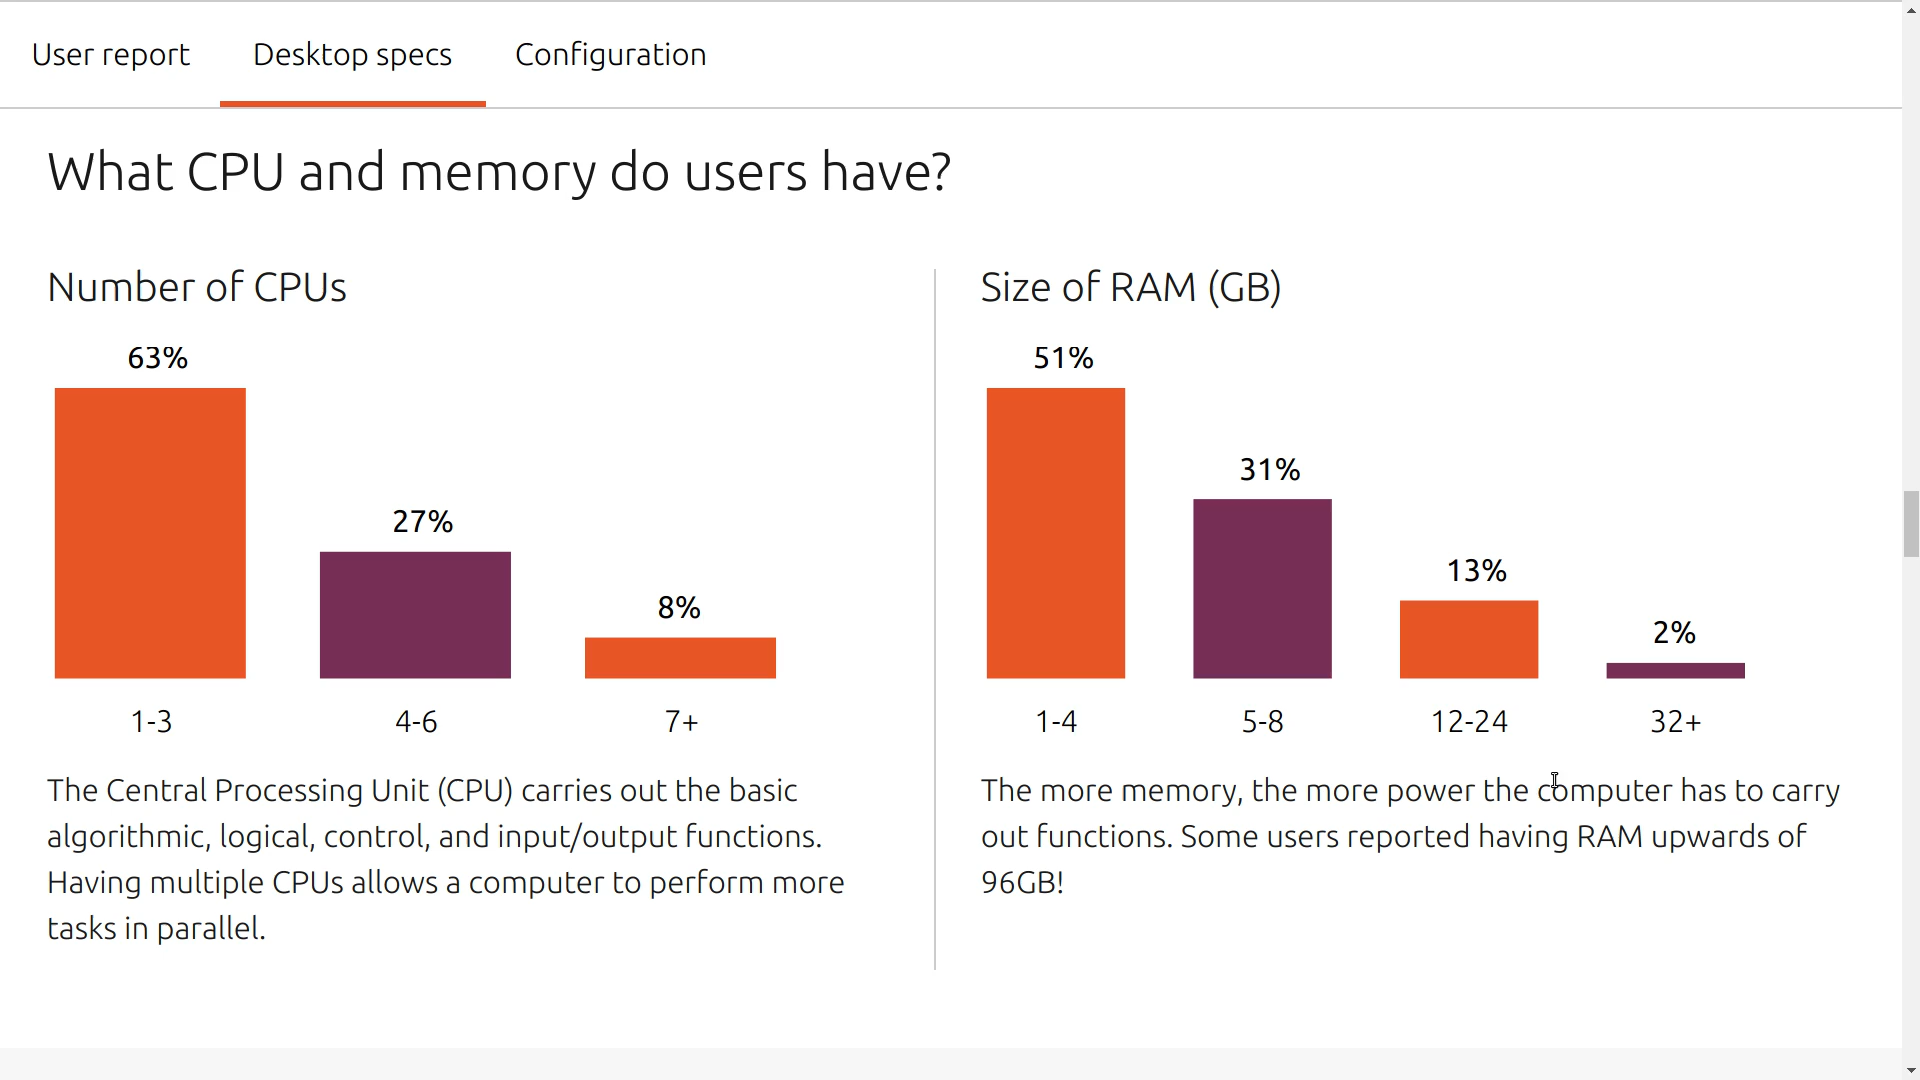 User report Desktop specs Configuration
What CPU and memory do users have?
Number of CPUs
63%
27%
8%
1-3 4-6 7+
The Central Processing Unit (CPU) carries out the basic
algorithmic, logical, control, and input/output functions.
Having multiple CPUs allows a computer to perform more
tasks in parallel.
Size of RAM (GB)
51%
31%
13%
2%
1-4 5-8 12-24 32+
The more memory, the more power the computer has to carry
out functions. Some users reported having RAM upwards of
96GB!